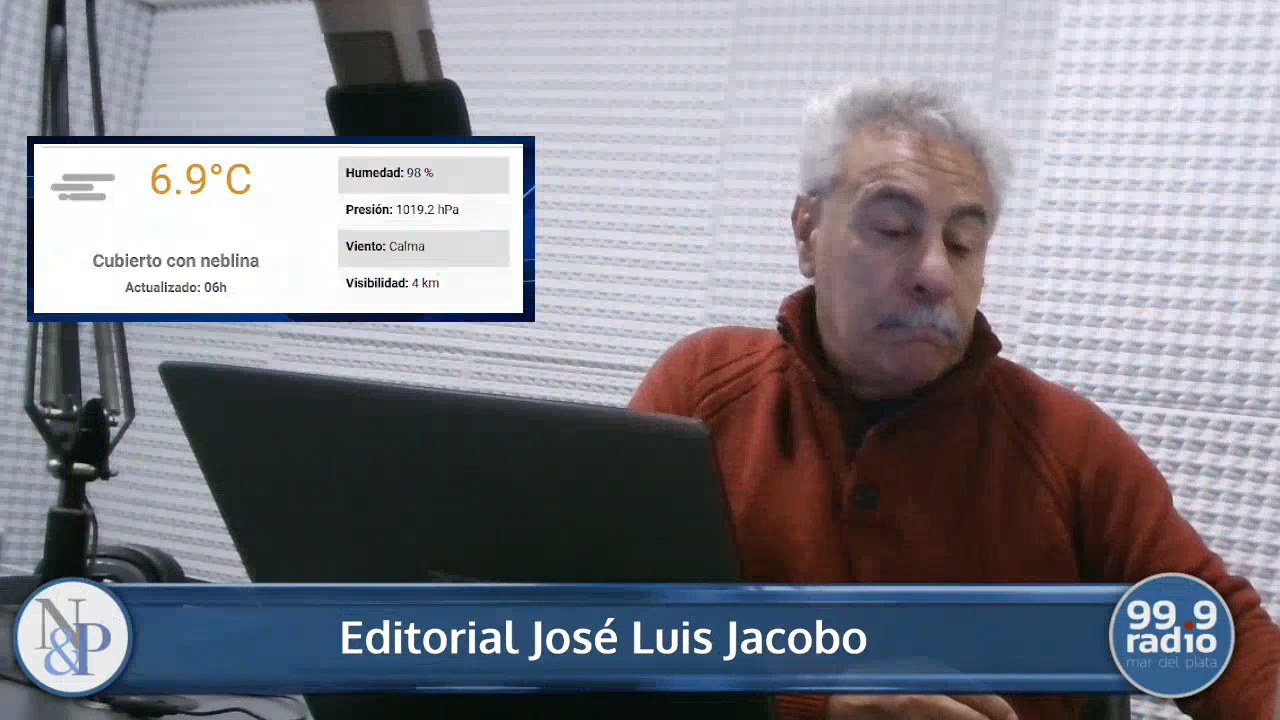 6.9°C
Cubierto con neblina
Actualizado: 06h
Humedad: 98 %
Presión: 1019.2 hPa
Viento: Calma
Visibilidad: 4 km
N&P
Editorial José Luis Jacobo
99.9
radio
mar del plata